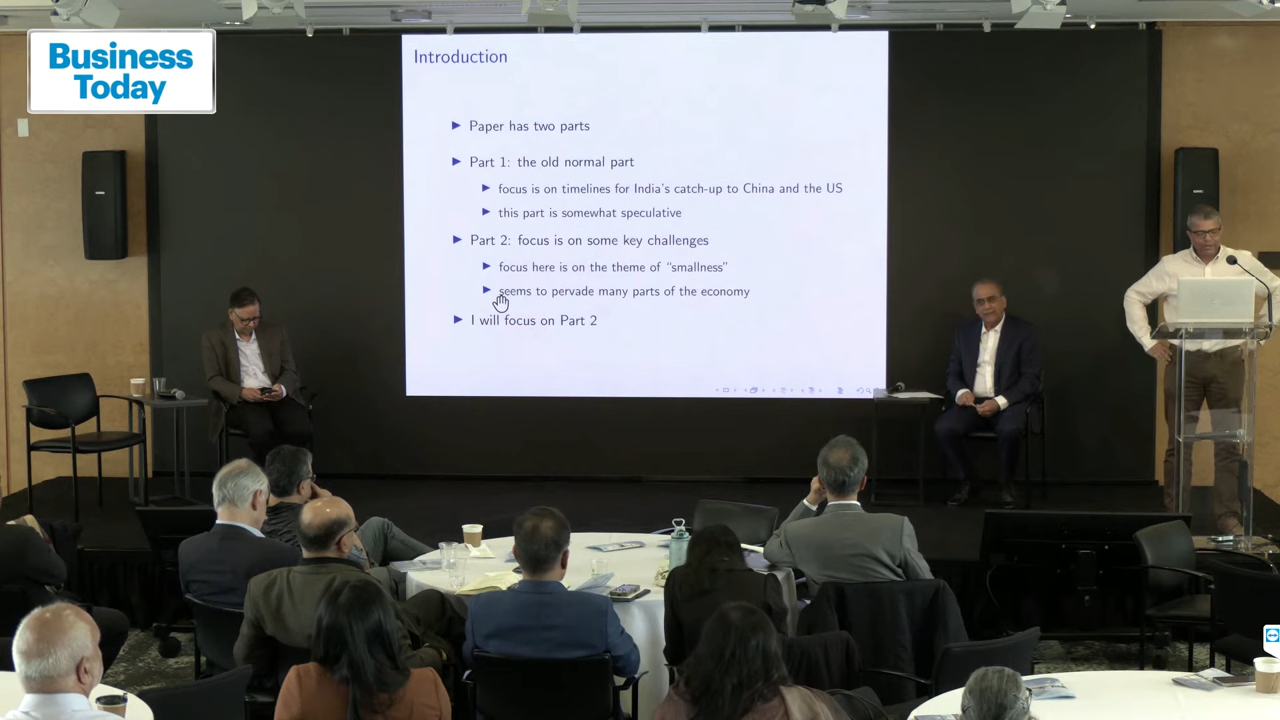 Business
Today
Introduction
Paper has two parts
Part 1: the old normal part
focus is on timelines for India's catch-up to China and the US
this part is somewhat speculative
Part 2: focus is on some key challenges
focus here is on the theme of "smallness"
seems to pervade many parts of the economy
I will focus on Part 2